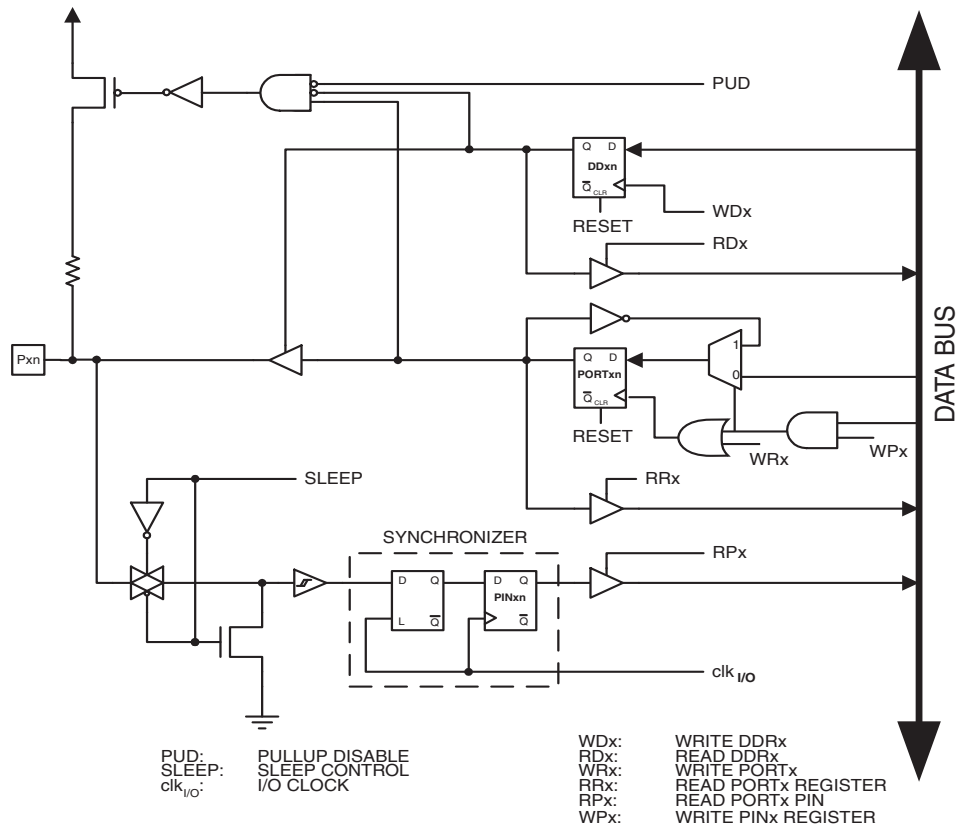 PUD
Q D
DDxn
Q CLR
WDx
RESET
RDx
DATA BUS
Pxn
1
Q D
PORTxn
0
Q CLR
RESET
WRx
WPx
SLEEP
RRx
SYNCHRONIZER
RPx
D Q
D Q
PINxn
L Q
Q
clk I/O
PUD: PULLUP DISABLE
SLEEP: SLEEP CONTROL
clk I/O: I/O CLOCK
WDx: WRITE DDRx
RDx: READ DDRx
WRx: WRITE PORTx
RRx: READ PORTx REGISTER
RPx: READ PORTx PIN
WPx: WRITE PINx REGISTER